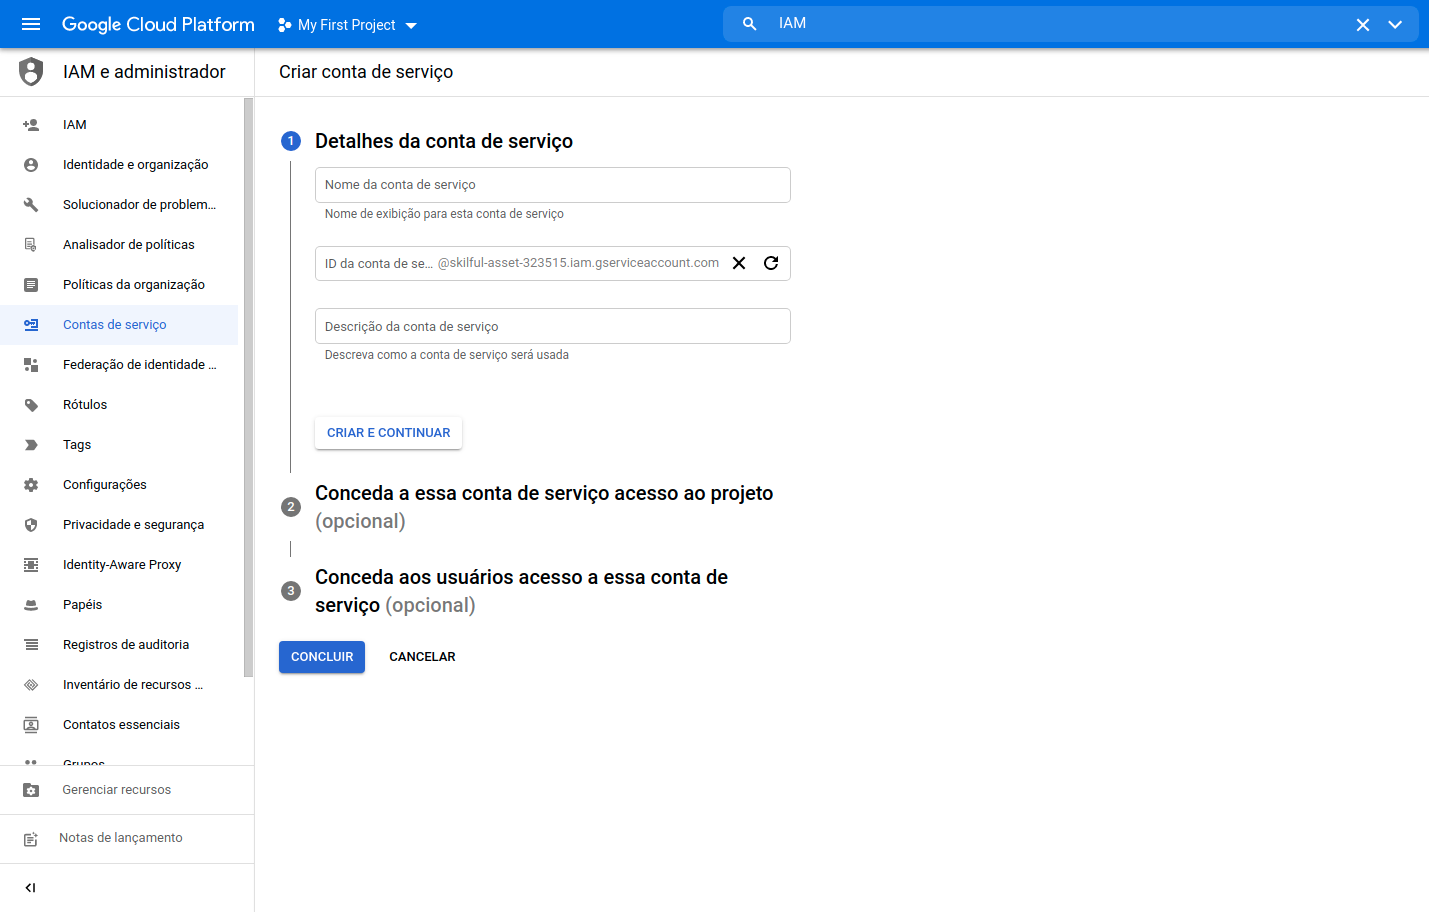 Google Cloud Platform
My First Project
IAM
IAM e administrador
Criar conta de serviço
IAM
Identidade e organização
Solucionador de problem...
Analisador de políticas
Políticas da organização
Contas de serviço
Federação de identidade ...
Rótulos
Tags
Configurações
Privacidade e segurança
Identity-Aware Proxy
Papéis
Registros de auditoria
Inventário de recursos ...
Contatos essenciais
Grupos
Gerenciar recursos
Notas de lançamento
1 Detalhes da conta de serviço
Nome da conta de serviço
Nome de exibição para esta conta de serviço
ID da conta de se... @skilful-asset-323515.iam.gserviceaccount.com
Descrição da conta de serviço
Descreva como a conta de serviço será usada
CRIAR E CONTINUAR
2 Conceda a essa conta de serviço acesso ao projeto
(opcional)
3 Conceda aos usuários acesso a essa conta de
serviço (opcional)
CONCLUIR CANCELAR